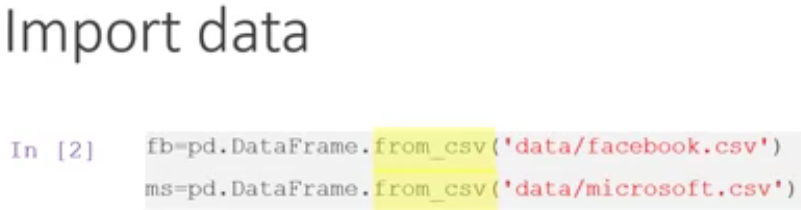 Import data
In [2] fb=pd.DataFrame.from_csv('data/facebook.csv')
ms=pd.DataFrame.from_csv('data/microsoft.csv')